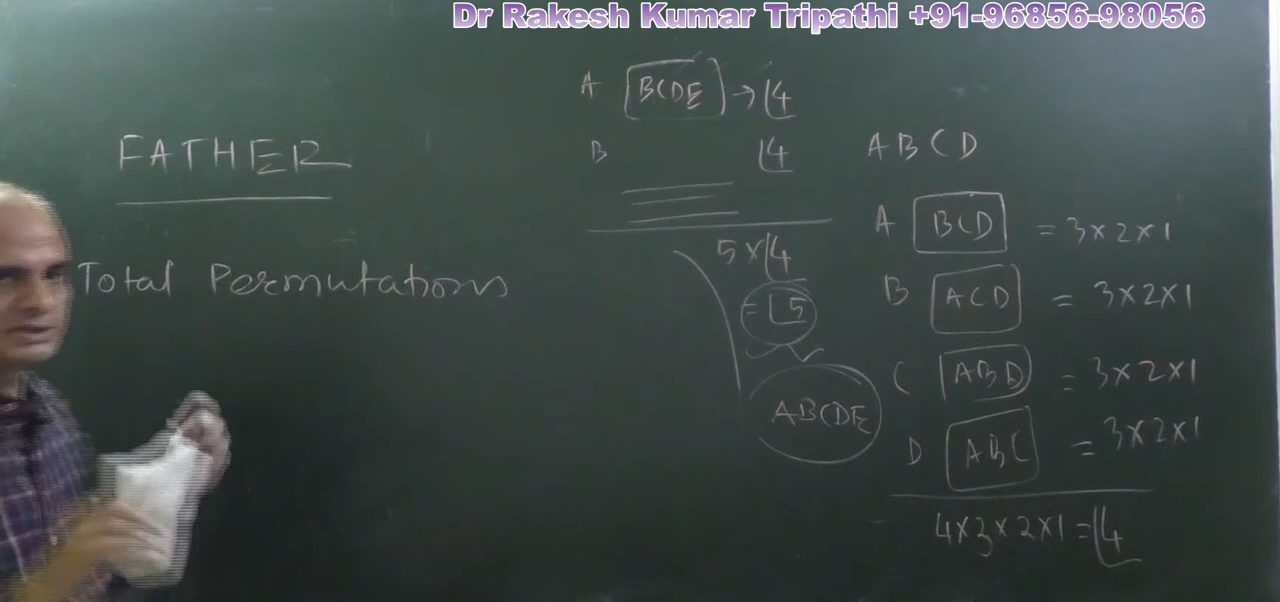 Dr Rakesh Kumar Tripathi +91-96856-98056
FATHER
Total Permutations
A BCDE → ⌊4
B ⌊4
5 × ⌊4
= ⌊5
ABCDE
A B C D
A BCD = 3×2×1
B ACD = 3×2×1
C ABD = 3×2×1
D ABC = 3×2×1
4×3×2×1 = ⌊4